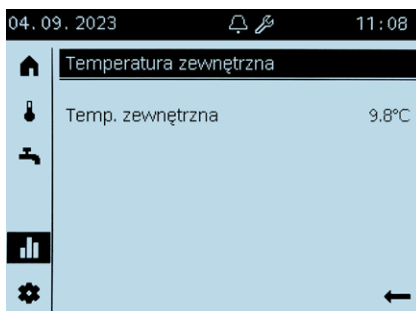 04. 09. 2023 11:08
Temperatura zewnętrzna
Temp. zewnętrzna 9.8°C